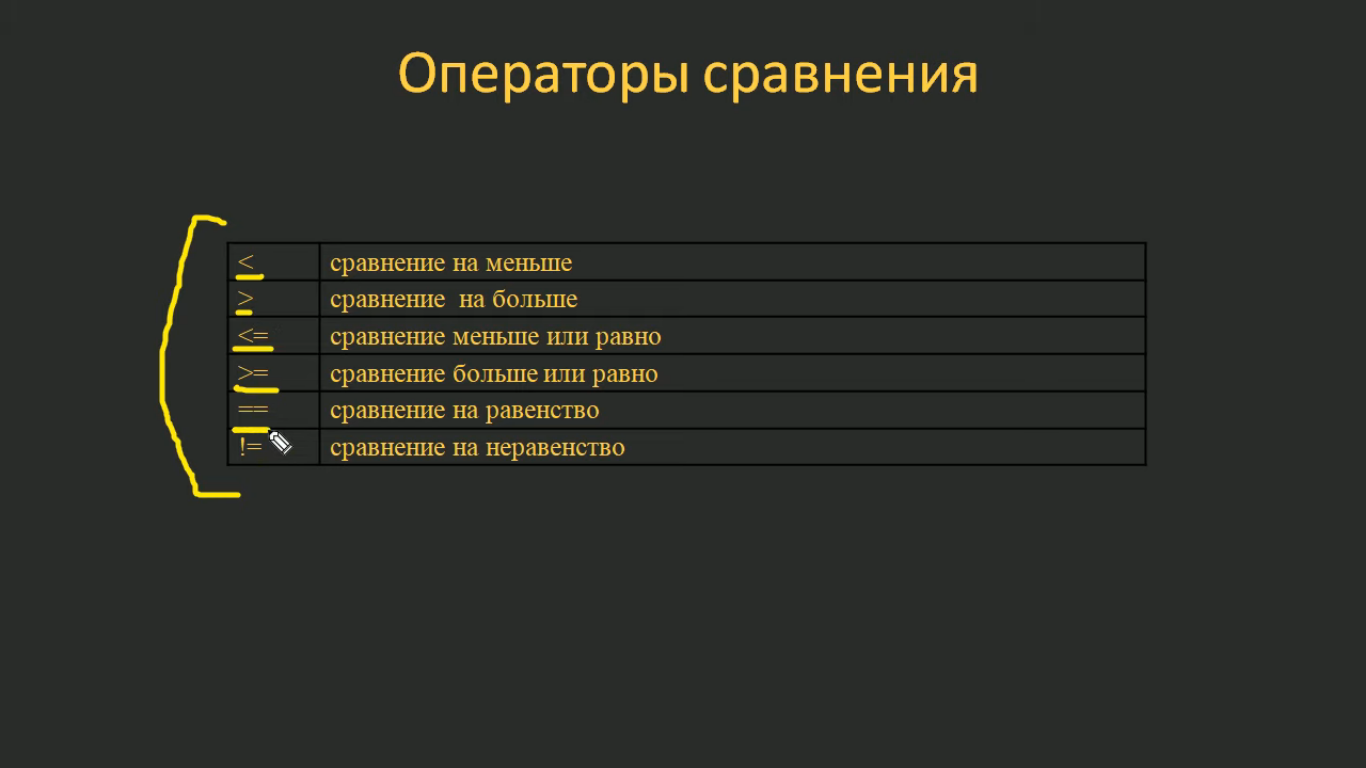 Операторы сравнения
< сравнение на меньше
> сравнение на больше
<= сравнение меньше или равно
>= сравнение больше или равно
== сравнение на равенство
!= сравнение на неравенство